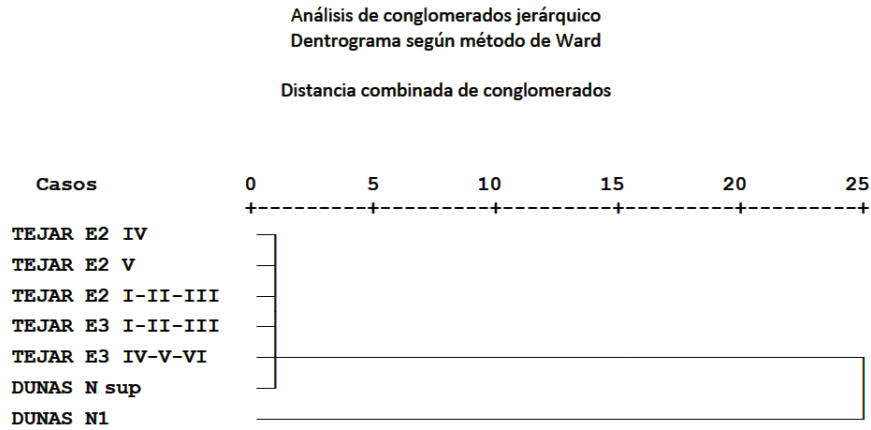 Análisis de conglomerados jerárquico
Dentrograma según método de Ward
Distancia combinada de conglomerados
Casos 0 5 10 15 20 25
+---------+---------+---------+---------+---------+
TEJAR E2 IV
TEJAR E2 V
TEJAR E2 I-II-III
TEJAR E3 I-II-III
TEJAR E3 IV-V-VI
DUNAS N sup
DUNAS N1